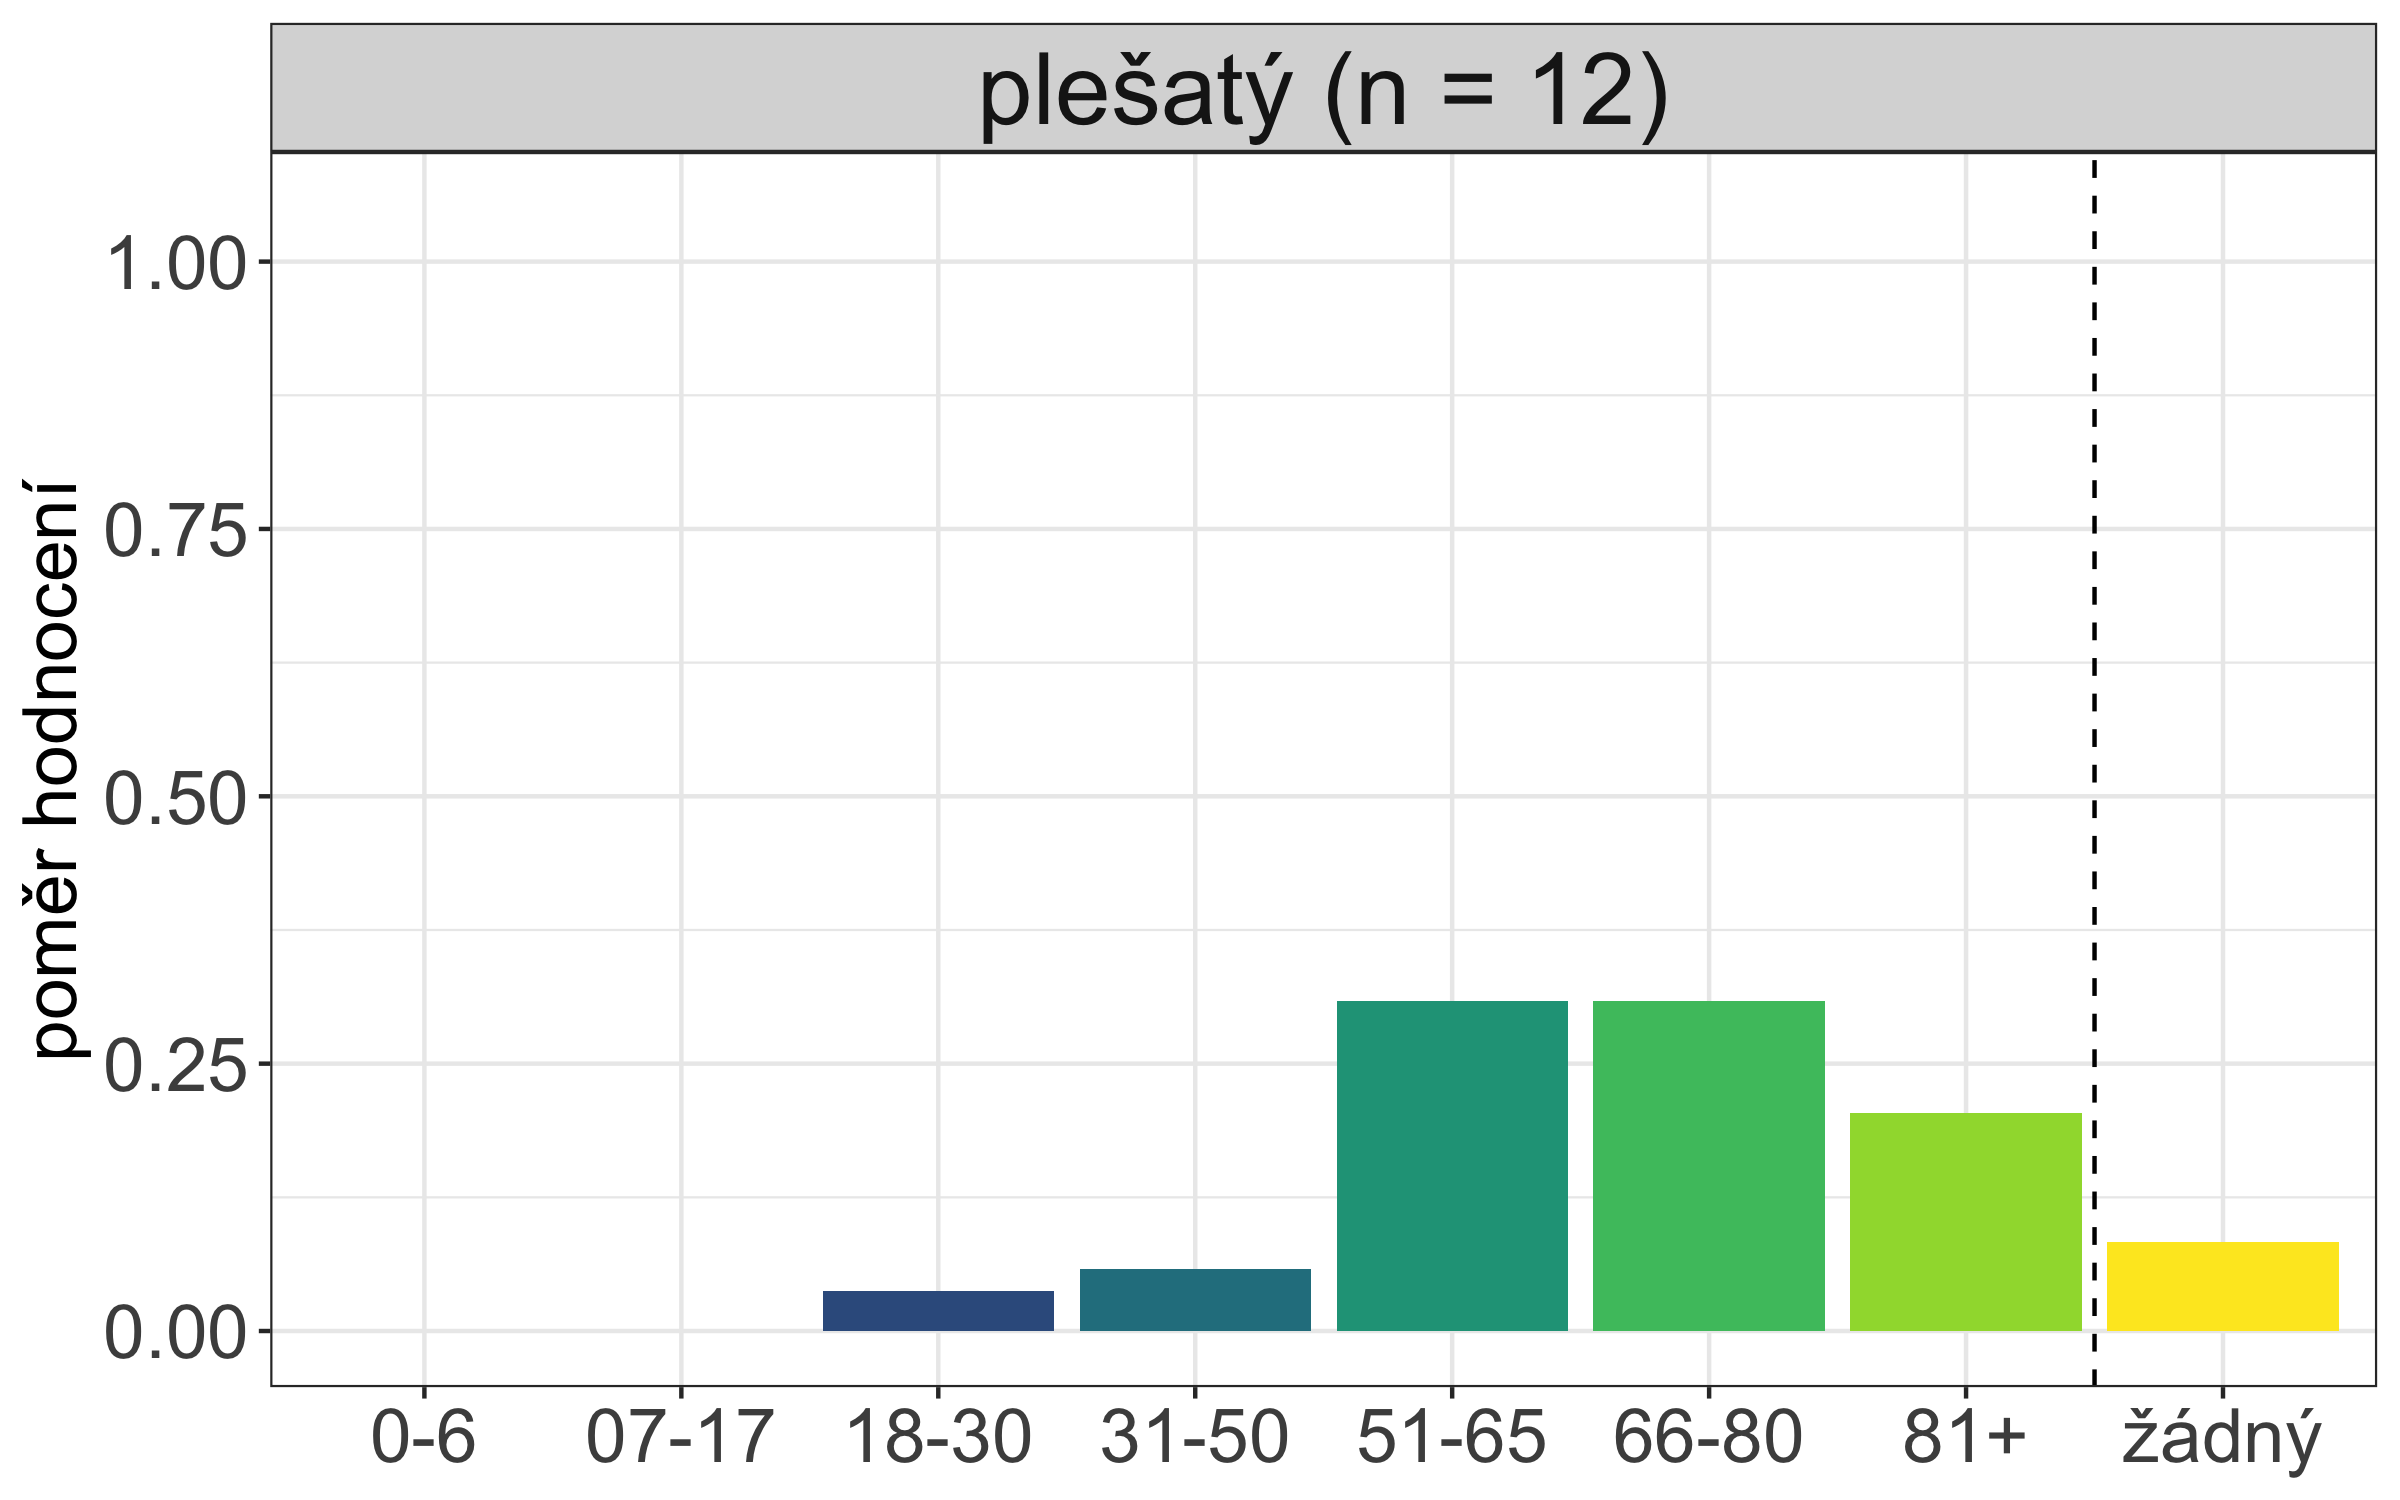 plešatý (n = 12)
poměr hodnocení
1.00
0.75
0.50
0.25
0.00
0-6 07-17 18-30 31-50 51-65 66-80 81+ žádný